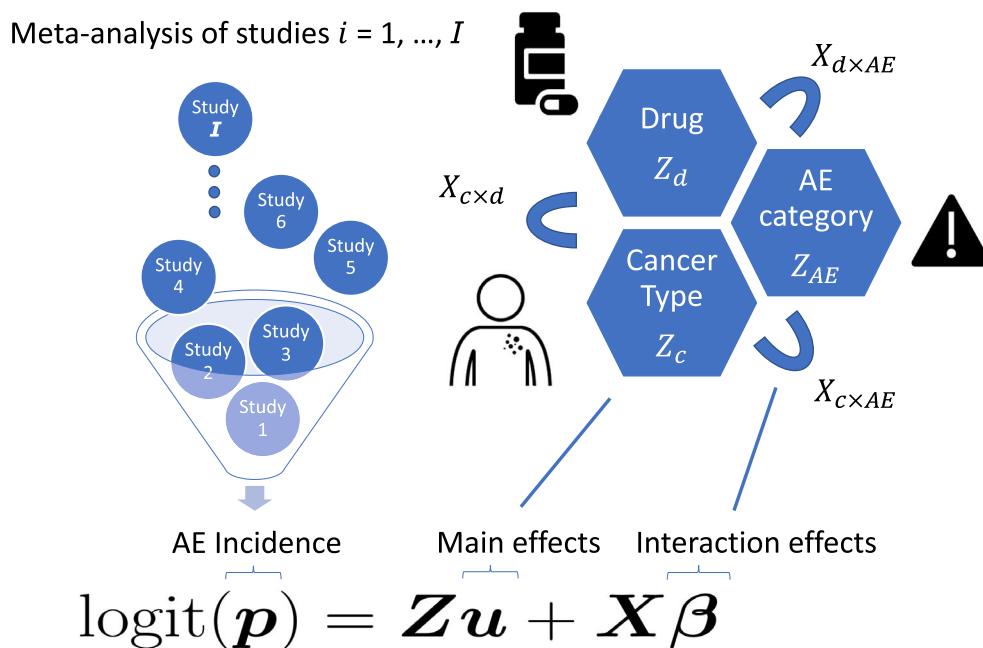 Meta-analysis of studies i = 1, …, I
Study
I
Study
6
Study
5
Study
4
Study
3
Study
2
Study
1
Drug
Z_d
AE
category
Z_{AE}
Cancer
Type
Z_c
X_{d×AE}
X_{c×d}
X_{c×AE}
AE Incidence
Main effects
Interaction effects
logit(p) = Zu + Xβ